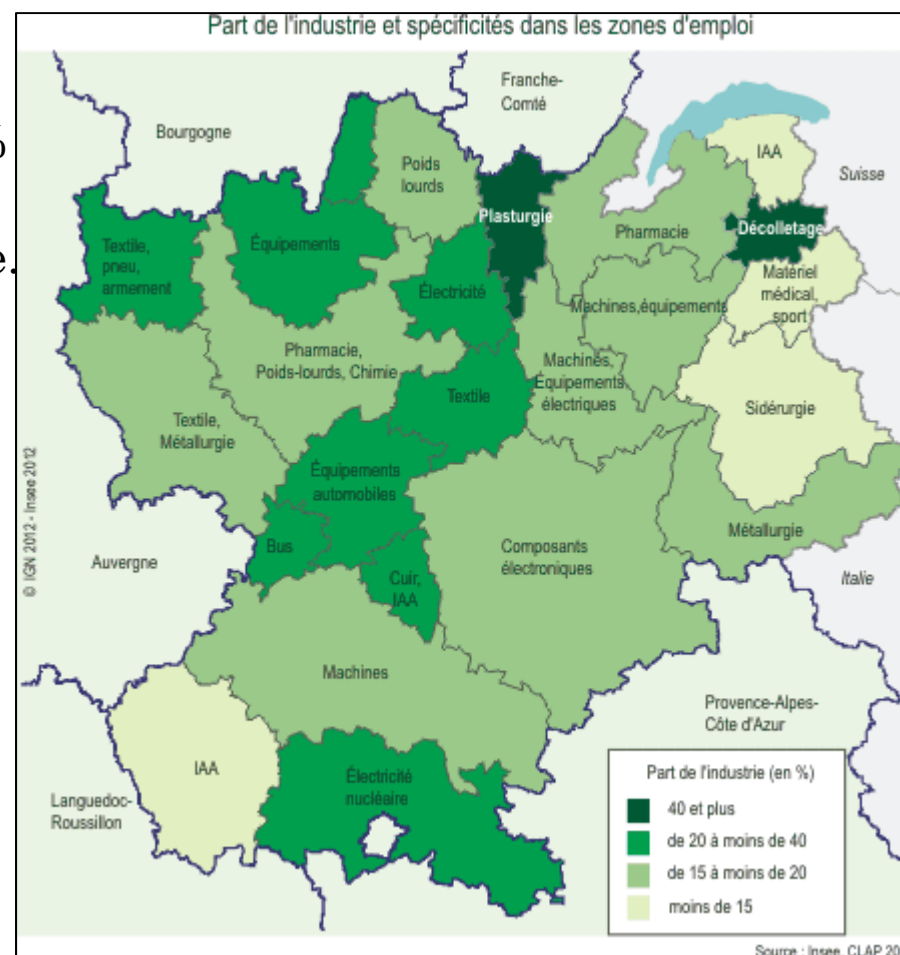 Part de l'industrie et spécificités dans les zones d'emploi
Franche-
Comté
Bourgogne
Poids
lourds
IAA
Suisse
Plasturgie
Décolletage
Pharmacie
Équipements
Textile,
pneu,
armement
Électricité
Matériel
médical,
sport
Machines,équipements
Pharmacie,
Poids-lourds, Chimie
Machines,
Équipements
électriques
Textile
Sidérurgie
Textile,
Métallurgie
Équipements
automobiles
© IGN 2012 - Insee 2012
Métallurgie
Bus
Composants
électroniques
Auvergne
Cuir,
IAA
Italie
Machines
Provence-Alpes-
Côte d'Azur
IAA
Électricité
nucléaire
Languedoc-
Roussillon
Part de l'industrie (en %)
40 et plus
de 20 à moins de 40
de 15 à moins de 20
moins de 15
Source : Insee, CLAP 20